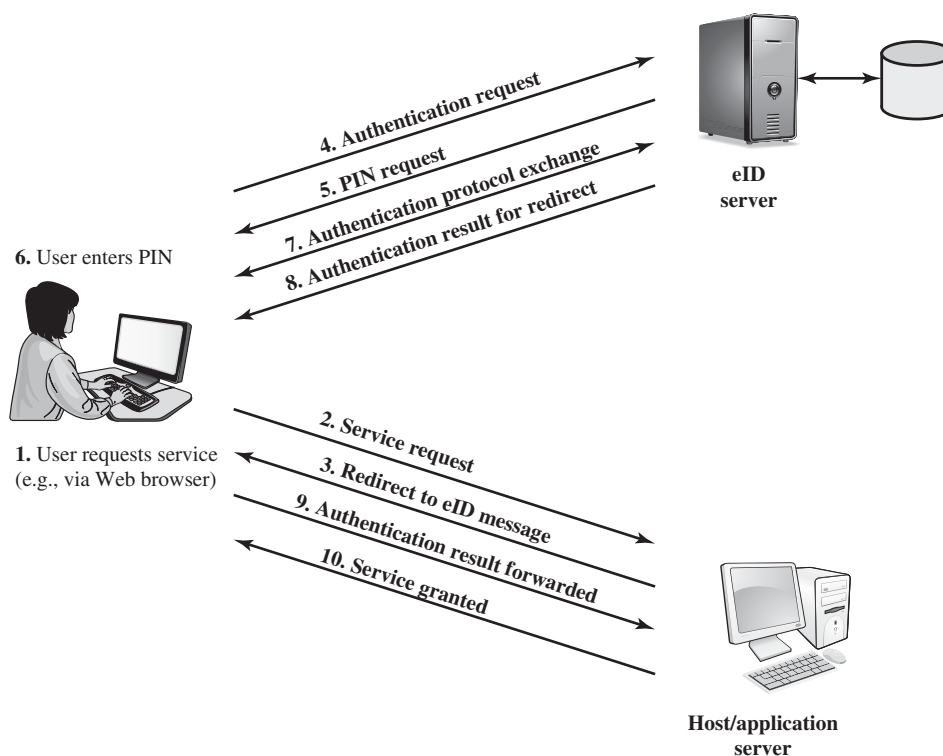 4. Authentication request
5. PIN request
7. Authentication protocol exchange
8. Authentication result for redirect
eID
server
6. User enters PIN
1. User requests service
(e.g., via Web browser)
2. Service request
3. Redirect to eID message
9. Authentication result forwarded
10. Service granted
Host/application
server